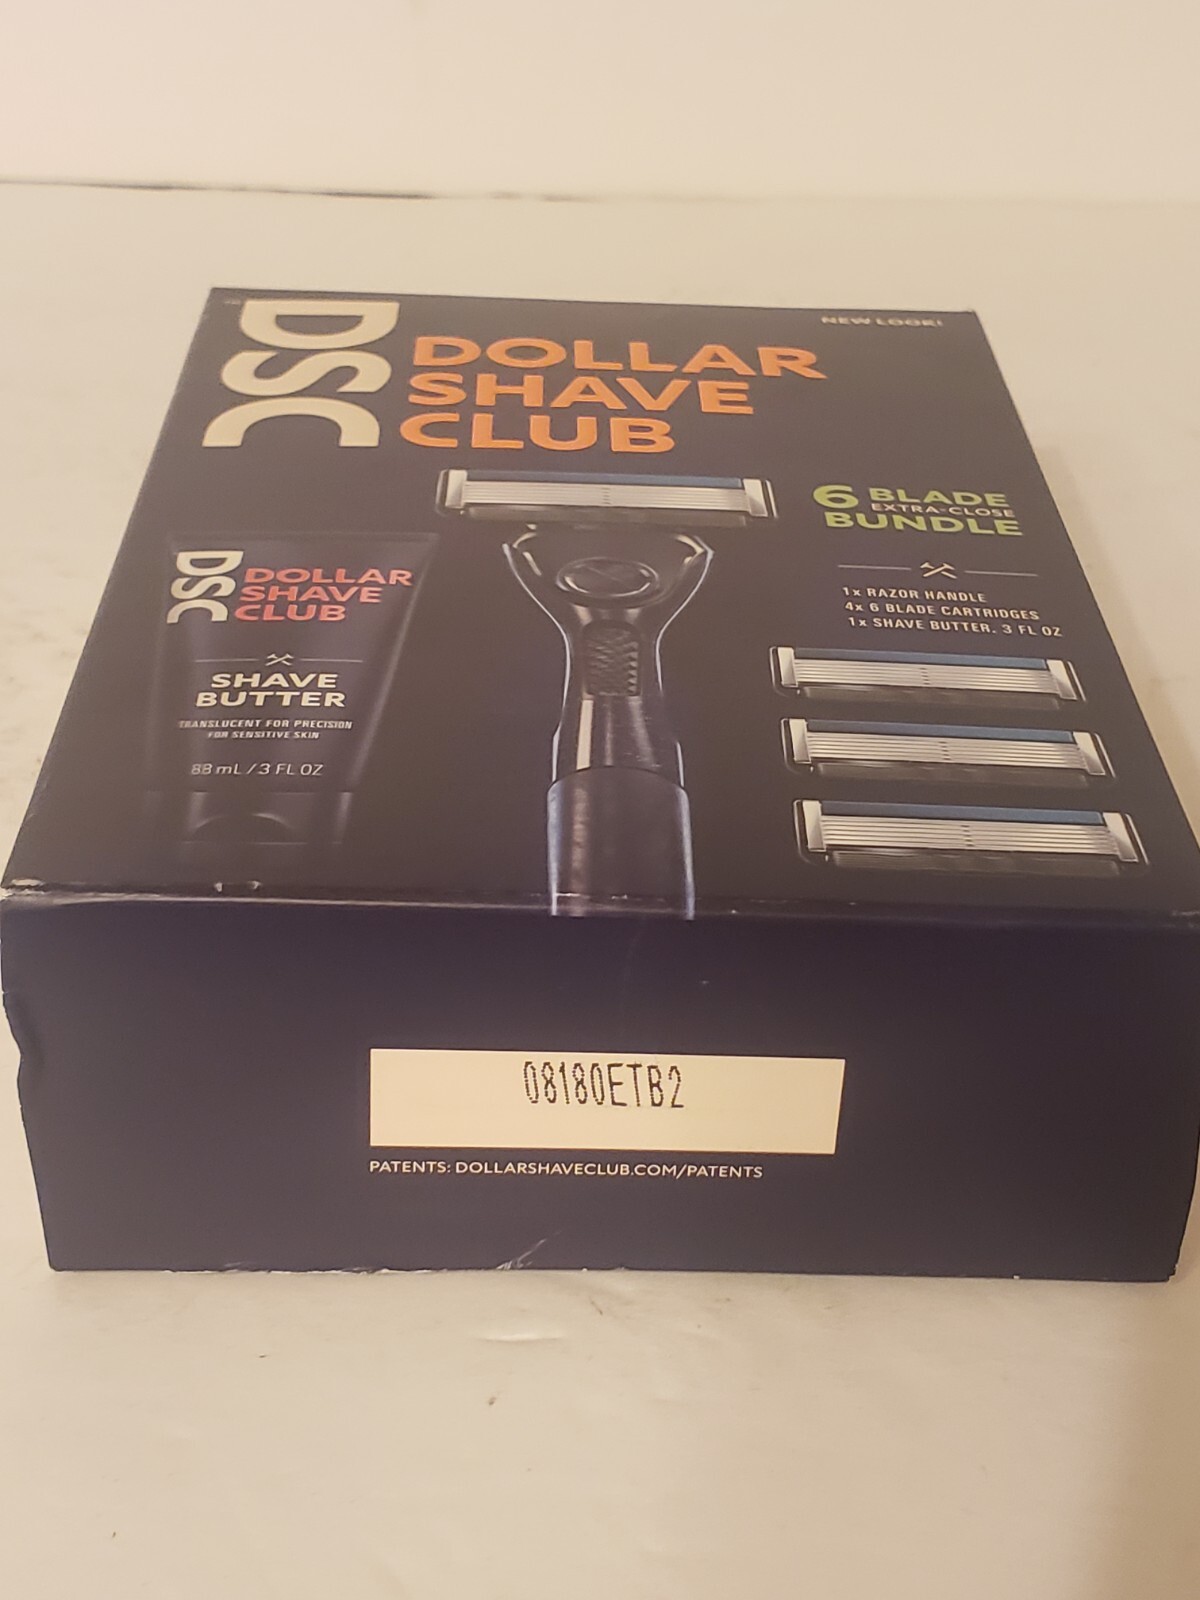 NEW LOOK!
DSC
DOLLAR
SHAVE
CLUB
6 BLADE
EXTRA-CLOSE
BUNDLE
1x RAZOR HANDLE
4x 6 BLADE CARTRIDGES
1x SHAVE BUTTER. 3 FL OZ
DSC
DOLLAR
SHAVE
CLUB
SHAVE
BUTTER
TRANSLUCENT FOR PRECISION
FOR SENSITIVE SKIN
88 mL / 3 FL OZ
08180ETB2
PATENTS: DOLLARSHAVECLUB.COM/PATENTS